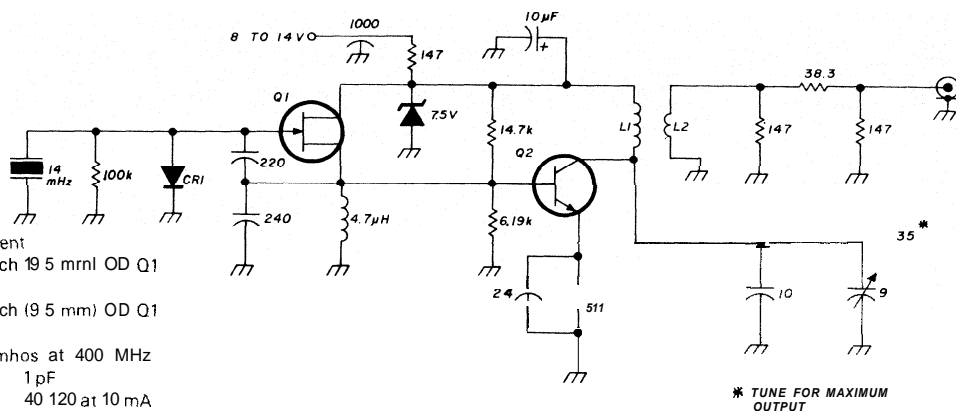 1000
10µF
8 TO 14V
147
38.3
Q1
7.5V
14.7k
L1
L2
147
147
Q2
220
14
mHz
100k
CR1
240
4.7µH
6.19k
35 *
24
511
10
9
ent
ch 19 5 mrnl OD Q1
ch (9 5 mm) OD Q1
nhos at 400 MHz
1 pF
40 120 at 10 mA
* TUNE FOR MAXIMUM
OUTPUT